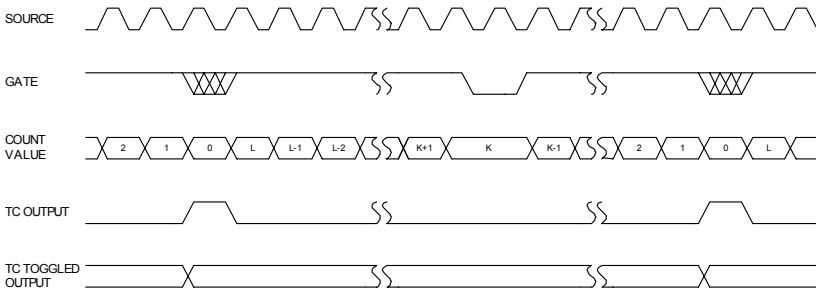 SOURCE
GATE
COUNT
VALUE
2 1 0 L L-1 L-2 K+1 K K-1 2 1 0 L
TC OUTPUT
TC TOGGLED
OUTPUT